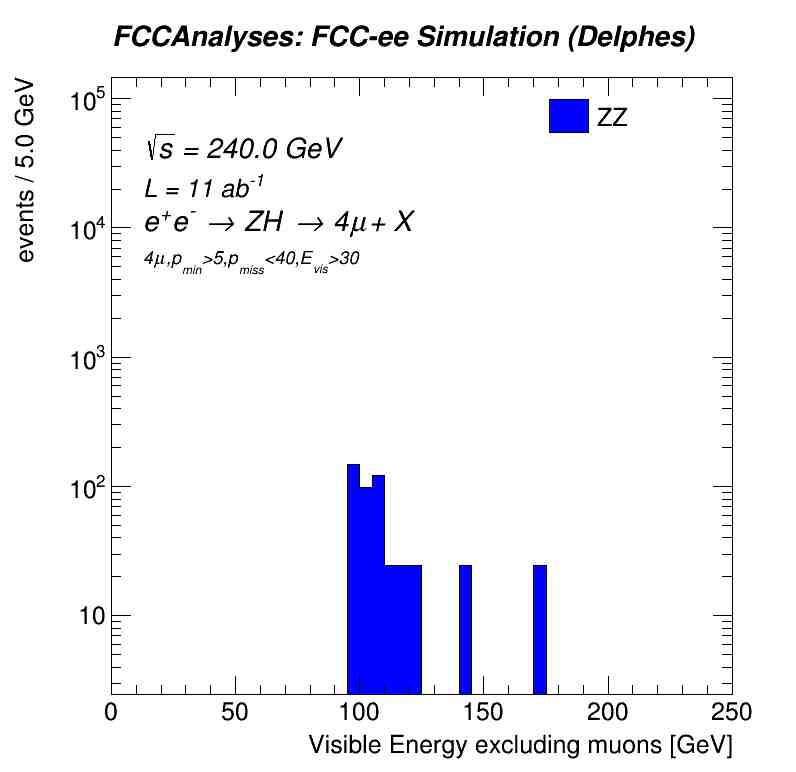 FCCAnalyses: FCC-ee Simulation (Delphes)
events / 5.0 GeV
10⁵
10⁴
10³
10²
10
ZZ
√s = 240.0 GeV
L = 11 ab⁻¹
e⁺e⁻ → ZH → 4μ + X
4μ,p_min>5,p_miss<40,E_vis>30
0 50 100 150 200 250
Visible Energy excluding muons [GeV]